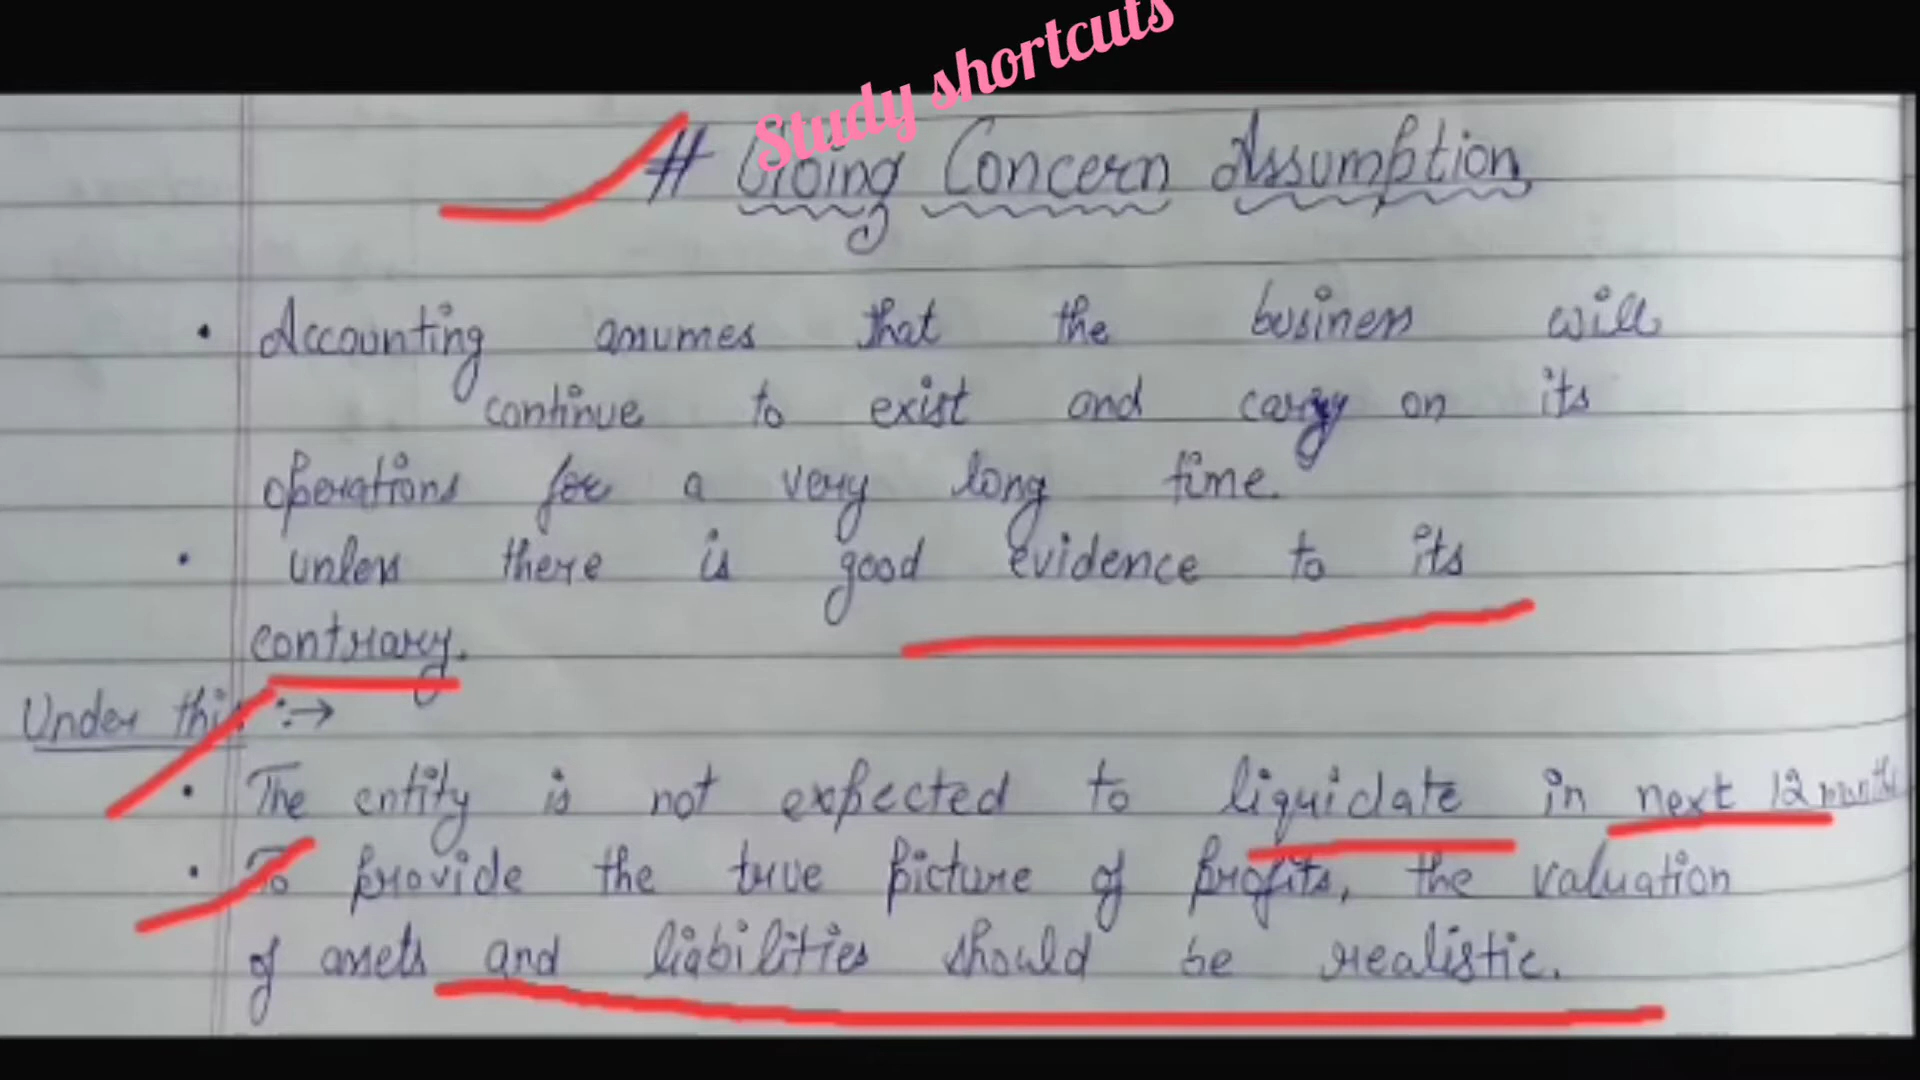 Study shortcuts
# Going Concern Assumption
• Accounting assumes that the business will
continue to exist and carry on its
operations for a very long time.
• unless there is good evidence to its
contrary.
Under this :→
• The entity is not expected to liquidate in next 12 months
• To provide the true picture of profits, the valuation
of assets and liabilities should be realistic.